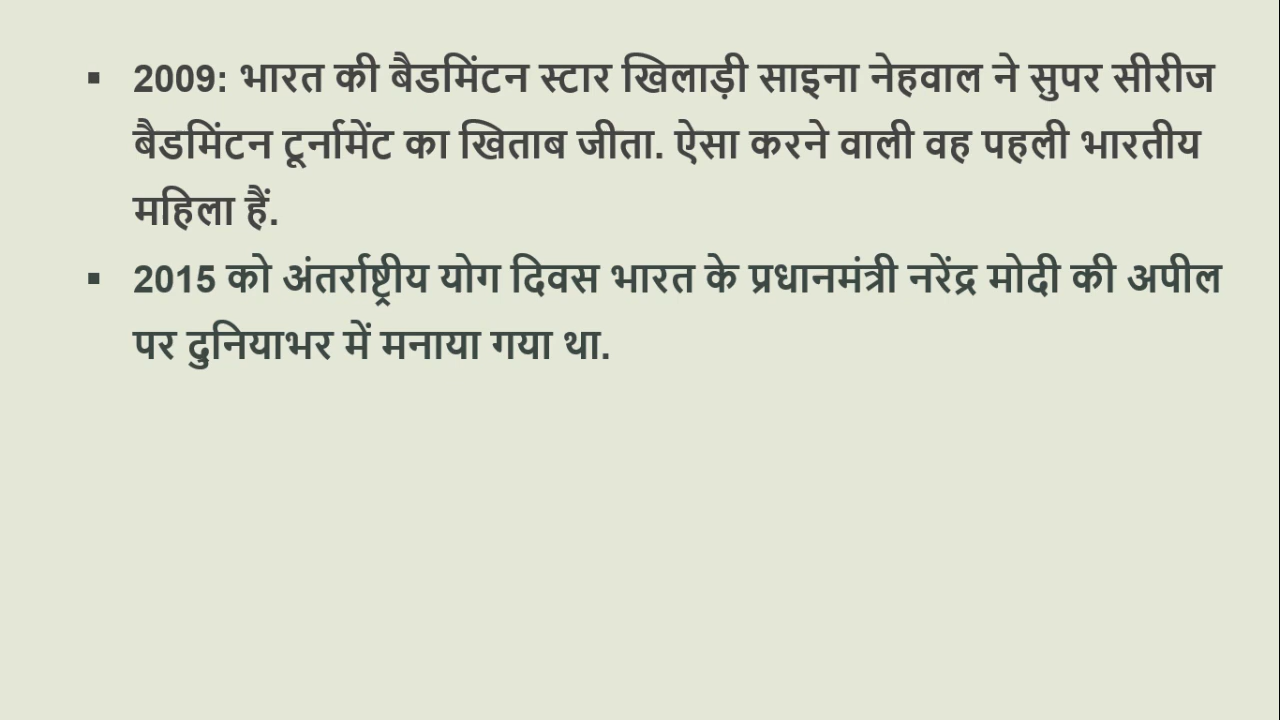 ▪ 2009: भारत की बैडमिंटन स्टार खिलाड़ी साइना नेहवाल ने सुपर सीरीज
बैडमिंटन टूर्नामेंट का खिताब जीता. ऐसा करने वाली वह पहली भारतीय
महिला हैं.
▪ 2015 को अंतर्राष्ट्रीय योग दिवस भारत के प्रधानमंत्री नरेंद्र मोदी की अपील
पर दुनियाभर में मनाया गया था.